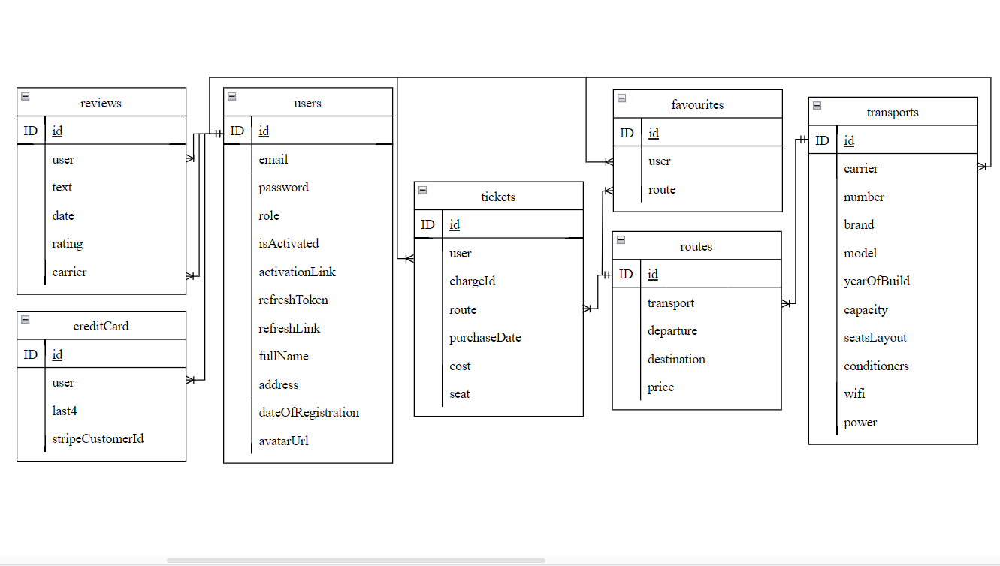 reviews
ID id
user
text
date
rating
carrier
creditCard
ID id
user
last4
stripeCustomerId
users
ID id
email
password
role
isActivated
activationLink
refreshToken
refreshLink
fullName
address
dateOfRegistration
avatarUrl
tickets
ID id
user
chargeId
route
purchaseDate
cost
seat
favourites
ID id
user
route
routes
ID id
transport
departure
destination
price
transports
ID id
carrier
number
brand
model
yearOfBuild
capacity
seatsLayout
conditioners
wifi
power